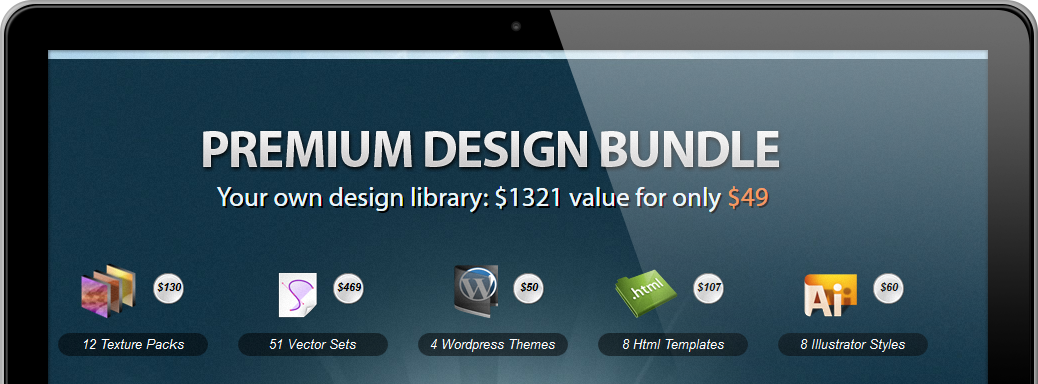 PREMIUM DESIGN BUNDLE
Your own design library: $1321 value for only $49
$130
$469
$50
.html
$107
Ai
$60
12 Texture Packs
51 Vector Sets
4 Wordpress Themes
8 Html Templates
8 Illustrator Styles